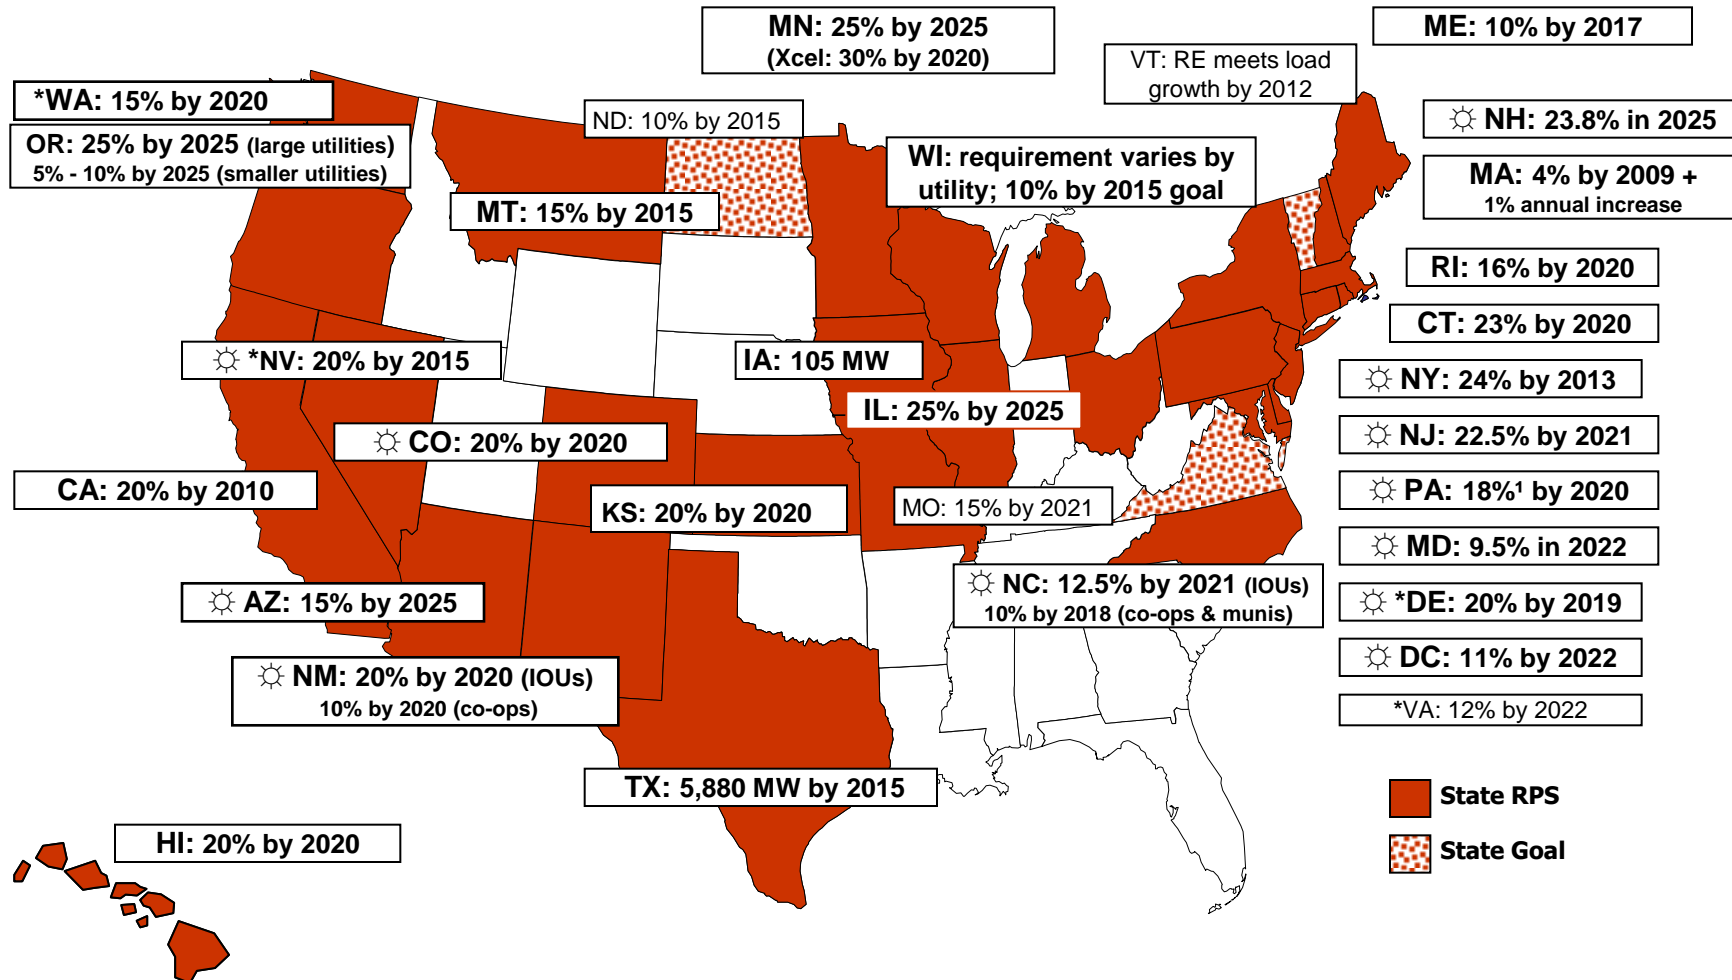 MN: 25% by 2025
(Xcel: 30% by 2020)
ME: 10% by 2017
VT: RE meets load
growth by 2012
*WA: 15% by 2020
ND: 10% by 2015
☼ NH: 23.8% in 2025
OR: 25% by 2025 (large utilities)
5% - 10% by 2025 (smaller utilities)
WI: requirement varies by
utility; 10% by 2015 goal
MA: 4% by 2009 +
1% annual increase
MT: 15% by 2015
RI: 16% by 2020
CT: 23% by 2020
☼ *NV: 20% by 2015
IA: 105 MW
☼ NY: 24% by 2013
IL: 25% by 2025
☼ CO: 20% by 2020
☼ NJ: 22.5% by 2021
CA: 20% by 2010
☼ PA: 18%¹ by 2020
KS: 20% by 2020
MO: 15% by 2021
☼ MD: 9.5% in 2022
☼ AZ: 15% by 2025
☼ NC: 12.5% by 2021 (IOUs)
10% by 2018 (co-ops & munis)
☼ *DE: 20% by 2019
☼ DC: 11% by 2022
☼ NM: 20% by 2020 (IOUs)
10% by 2020 (co-ops)
*VA: 12% by 2022
TX: 5,880 MW by 2015
State RPS
HI: 20% by 2020
State Goal